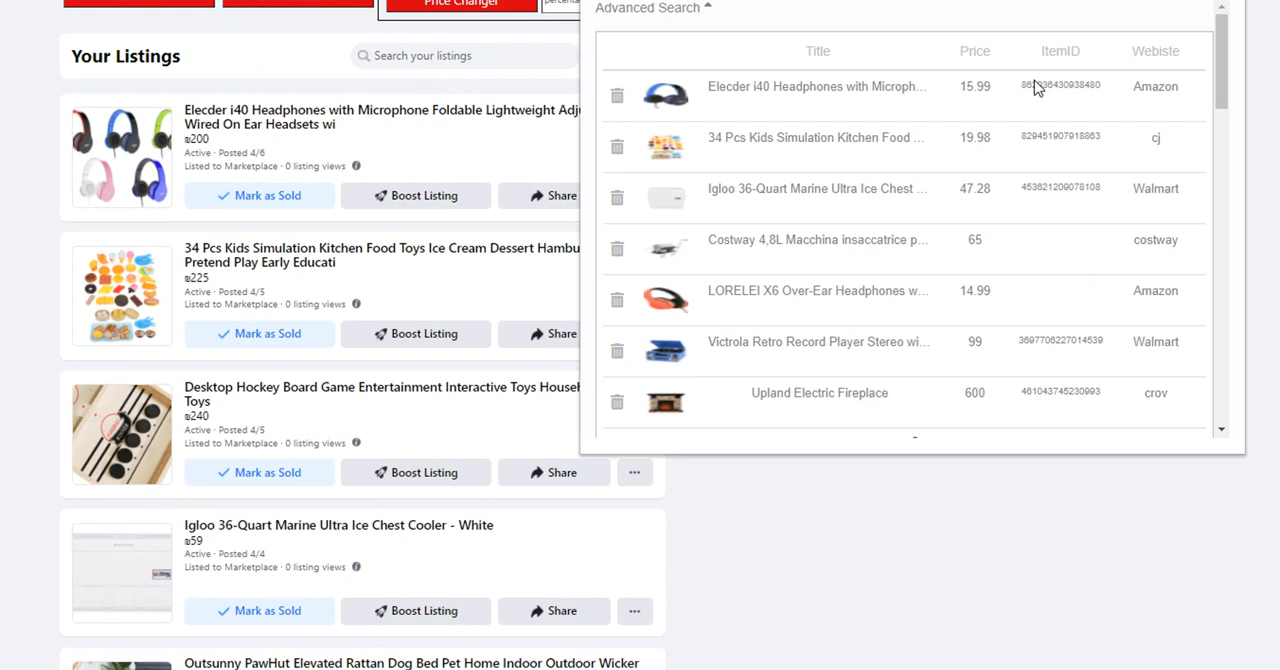 Price Changer
Your Listings
Search your listings
Elecder i40 Headphones with Microphone Foldable Lightweight Adju
Wired On Ear Headsets wi
₪200
Active · Posted 4/6
Listed to Marketplace · 0 listing views
Mark as Sold
Boost Listing
Share
34 Pcs Kids Simulation Kitchen Food Toys Ice Cream Dessert Hambu
Pretend Play Early Educati
₪225
Active · Posted 4/5
Listed to Marketplace · 0 listing views
Mark as Sold
Boost Listing
Share
Desktop Hockey Board Game Entertainment Interactive Toys Househ
Toys
₪240
Active · Posted 4/5
Listed to Marketplace · 0 listing views
Mark as Sold
Boost Listing
Share
Igloo 36-Quart Marine Ultra Ice Chest Cooler - White
₪59
Active · Posted 4/4
Listed to Marketplace · 0 listing views
Mark as Sold
Boost Listing
Share
Outsunny PawHut Elevated Rattan Dog Bed Pet Home Indoor Outdoor Wicker
Advanced Search
Title Price ItemID Webiste
Elecder i40 Headphones with Microph... 15.99 Amazon
34 Pcs Kids Simulation Kitchen Food ... 19.98 829451907918863 cj
Igloo 36-Quart Marine Ultra Ice Chest ... 47.28 453621209078108 Walmart
Costway 4,8L Macchina insaccatrice p... 65 costway
LORELEI X6 Over-Ear Headphones w... 14.99 Amazon
Victrola Retro Record Player Stereo wi... 99 3697706227014539 Walmart
Upland Electric Fireplace 600 461043745230993 crov